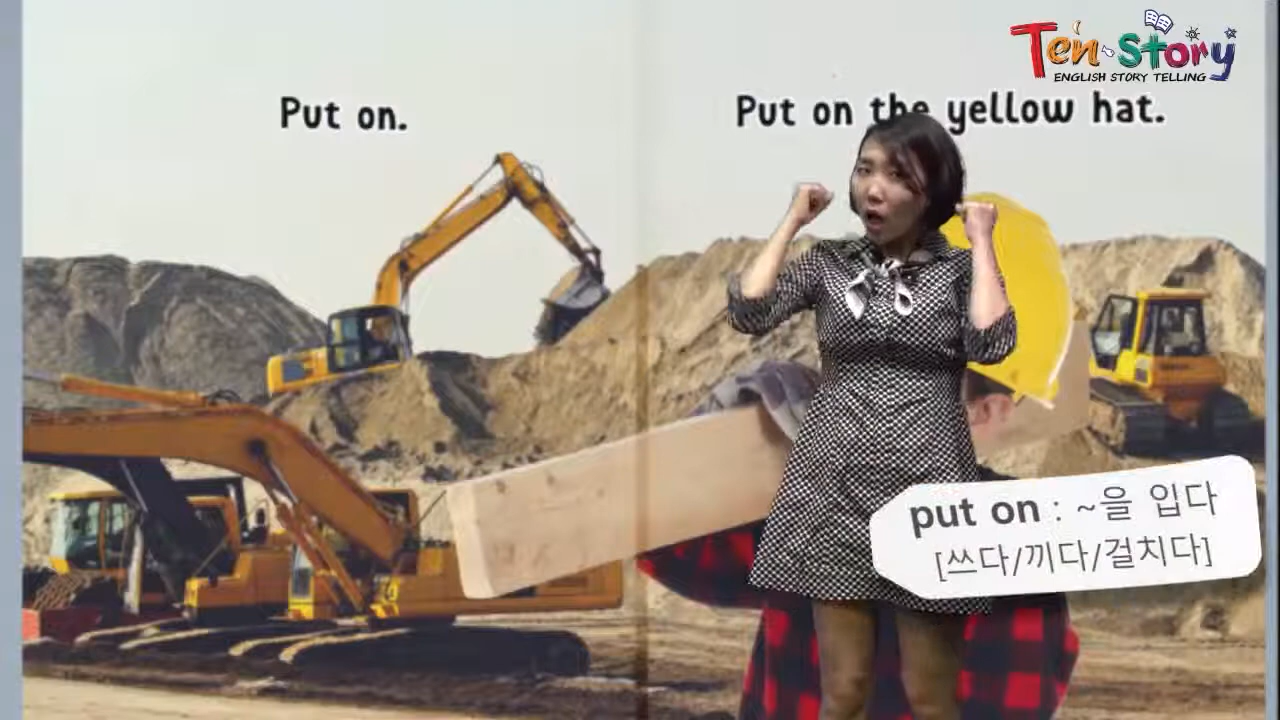 Ten Story
ENGLISH STORY TELLING
Put on.
Put on the yellow hat.
put on : ~을 입다
[쓰다/끼다/걸치다]